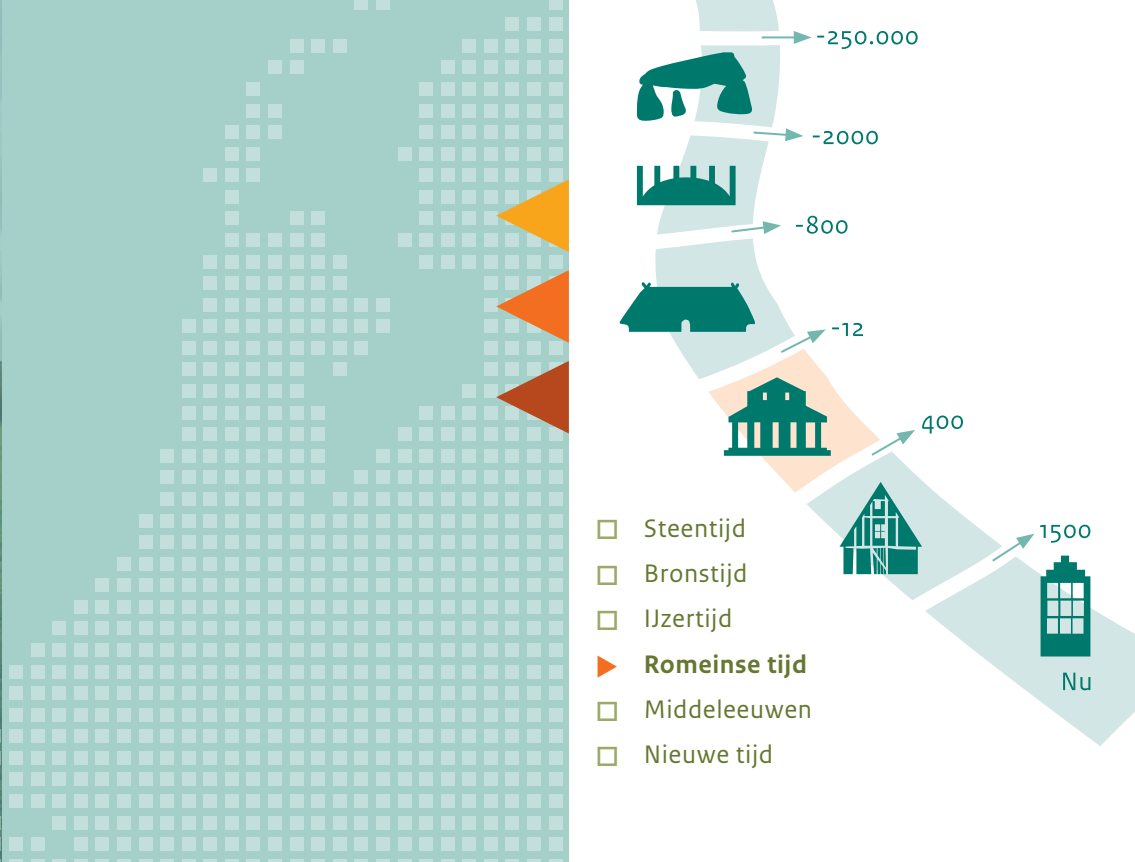 -250.000
-2000
-800
-12
400
1500
Nu
Steentijd
Bronstijd
IJzertijd
Romeinse tijd
Middeleeuwen
Nieuwe tijd